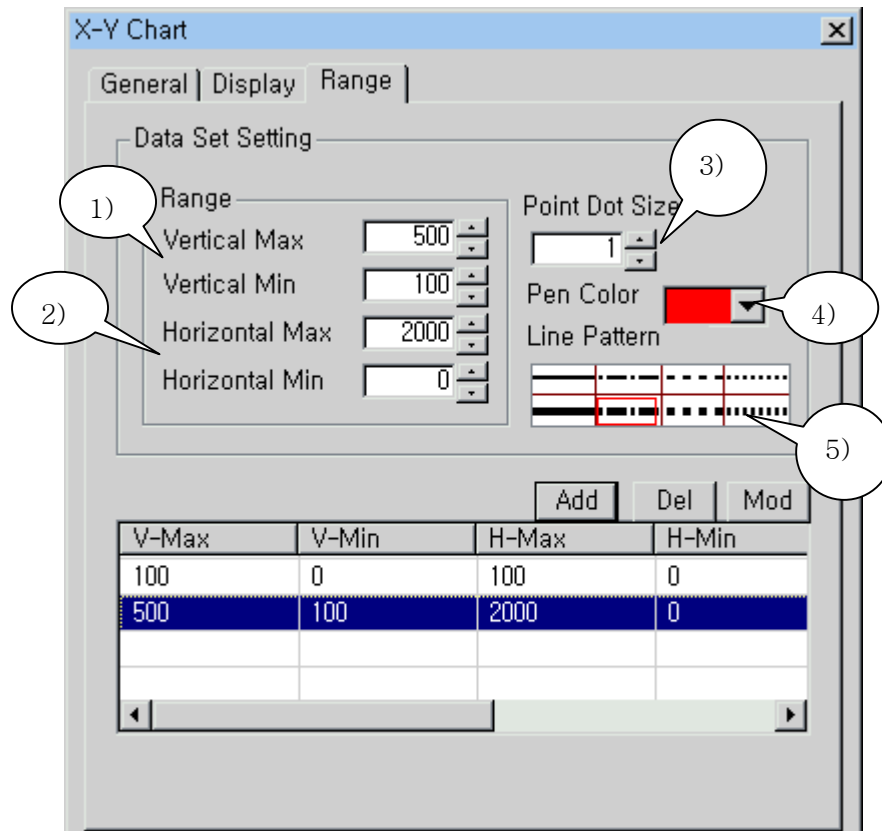 X-Y Chart
General Display Range
Data Set Setting
3)
1)
Range
Point Dot Size
Vertical Max 500
1
Vertical Min 100
Pen Color
2)
4)
Horizontal Max 2000
Line Pattern
Horizontal Min 0
5)
Add Del Mod
V-Max V-Min H-Max H-Min
100 0 100 0
500 100 2000 0